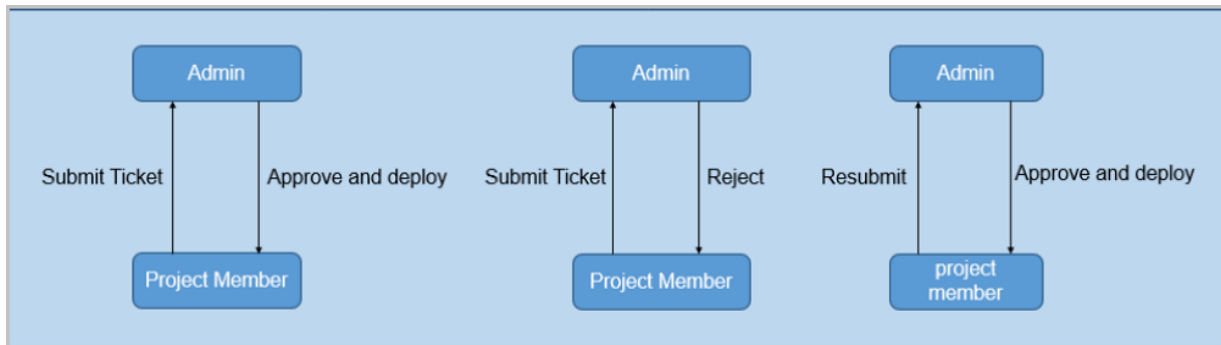 Admin
Submit Ticket
Approve and deploy
Project Member
Admin
Submit Ticket
Reject
Project Member
Admin
Resubmit
Approve and deploy
project
member